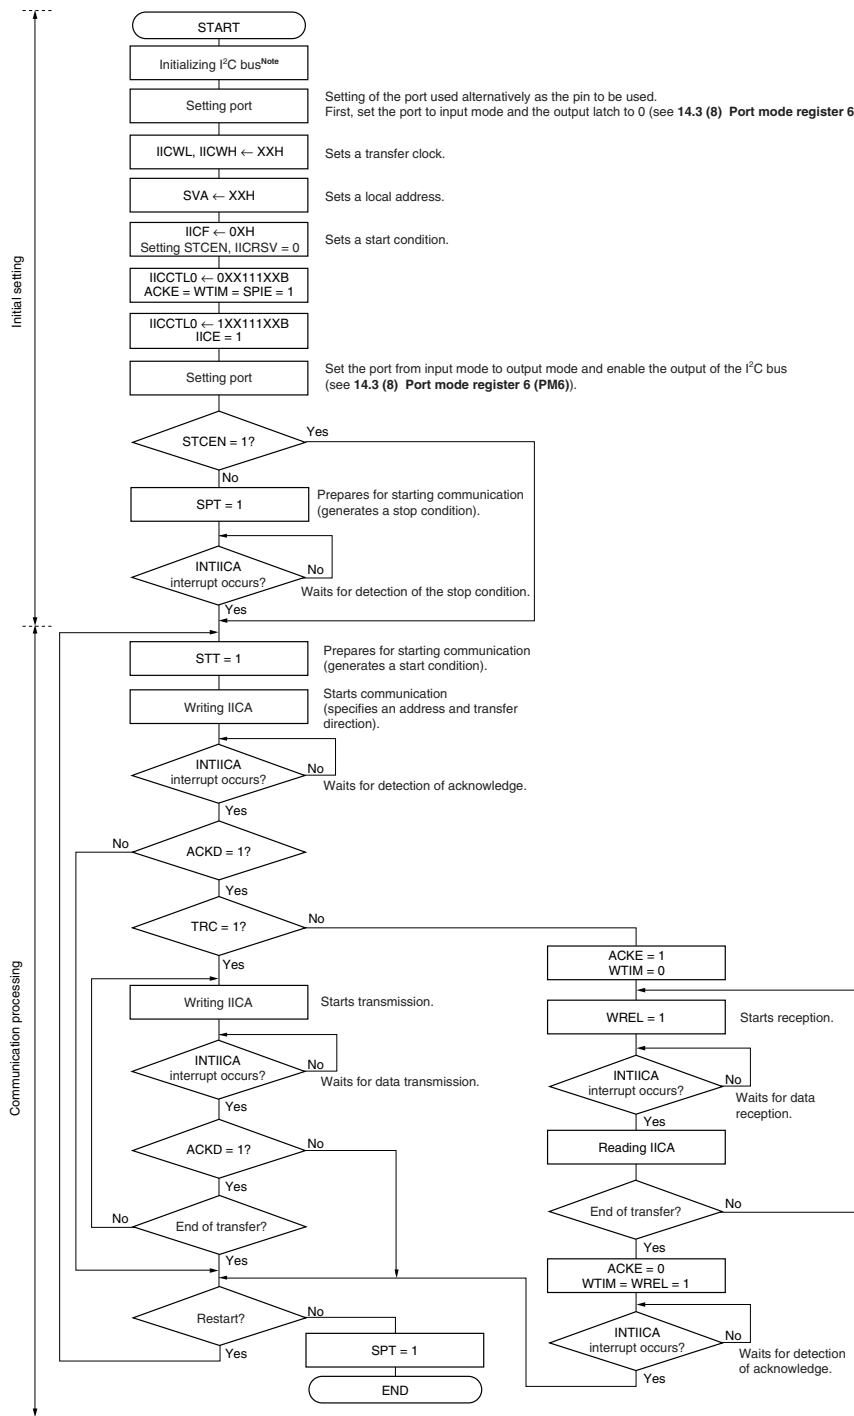 START
Initializing I²C busNote
Setting port
Setting of the port used alternatively as the pin to be used.
First, set the port to input mode and the output latch to 0 (see 14.3 (8) Port mode register 6
IICWL, IICWH ← XXH
Sets a transfer clock.
SVA ← XXH
Sets a local address.
IICF ← 0XH
Setting STCEN, IICRSV = 0
Sets a start condition.
Initial setting
IICCTL0 ← 0XX111XXB
ACKE = WTIM = SPIE = 1
IICCTL0 ← 1XX111XXB
IICE = 1
Setting port
Set the port from input mode to output mode and enable the output of the I²C bus
(see 14.3 (8) Port mode register 6 (PM6)).
STCEN = 1?
Yes
No
SPT = 1
Prepares for starting communication
(generates a stop condition).
INTIICA
interrupt occurs?
No
Waits for detection of the stop condition.
Yes
STT = 1
Prepares for starting communication
(generates a start condition).
Writing IICA
Starts communication
(specifies an address and transfer
direction).
INTIICA
interrupt occurs?
No
Waits for detection of acknowledge.
Yes
No
ACKD = 1?
Yes
TRC = 1?
No
Yes
Communication processing
ACKE = 1
WTIM = 0
Writing IICA
Starts transmission.
WREL = 1
Starts reception.
INTIICA
interrupt occurs?
No
Waits for data transmission.
Yes
INTIICA
interrupt occurs?
No
Waits for data
reception.
Yes
ACKD = 1?
No
Yes
Reading IICA
No
End of transfer?
Yes
End of transfer?
No
Yes
ACKE = 0
WTIM = WREL = 1
Restart?
No
Yes
INTIICA
interrupt occurs?
No
Waits for detection
of acknowledge.
Yes
SPT = 1
END